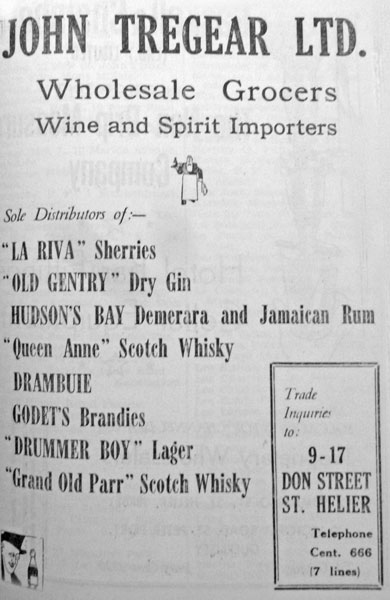 JOHN TREGEAR LTD.
Wholesale Grocers
Wine and Spirit Importers
Sole Distributors of:—
"LA RIVA" Sherries
"OLD GENTRY" Dry Gin
HUDSON'S BAY Demerara and Jamaican Rum
"Queen Anne" Scotch Whisky
DRAMBUIE
GODET'S Brandies
"DRUMMER BOY" Lager
"Grand Old Parr" Scotch Whisky
Trade
Inquiries
to:
9-17
DON STREET
ST. HELIER
Telephone
Cent. 666
(7 lines)